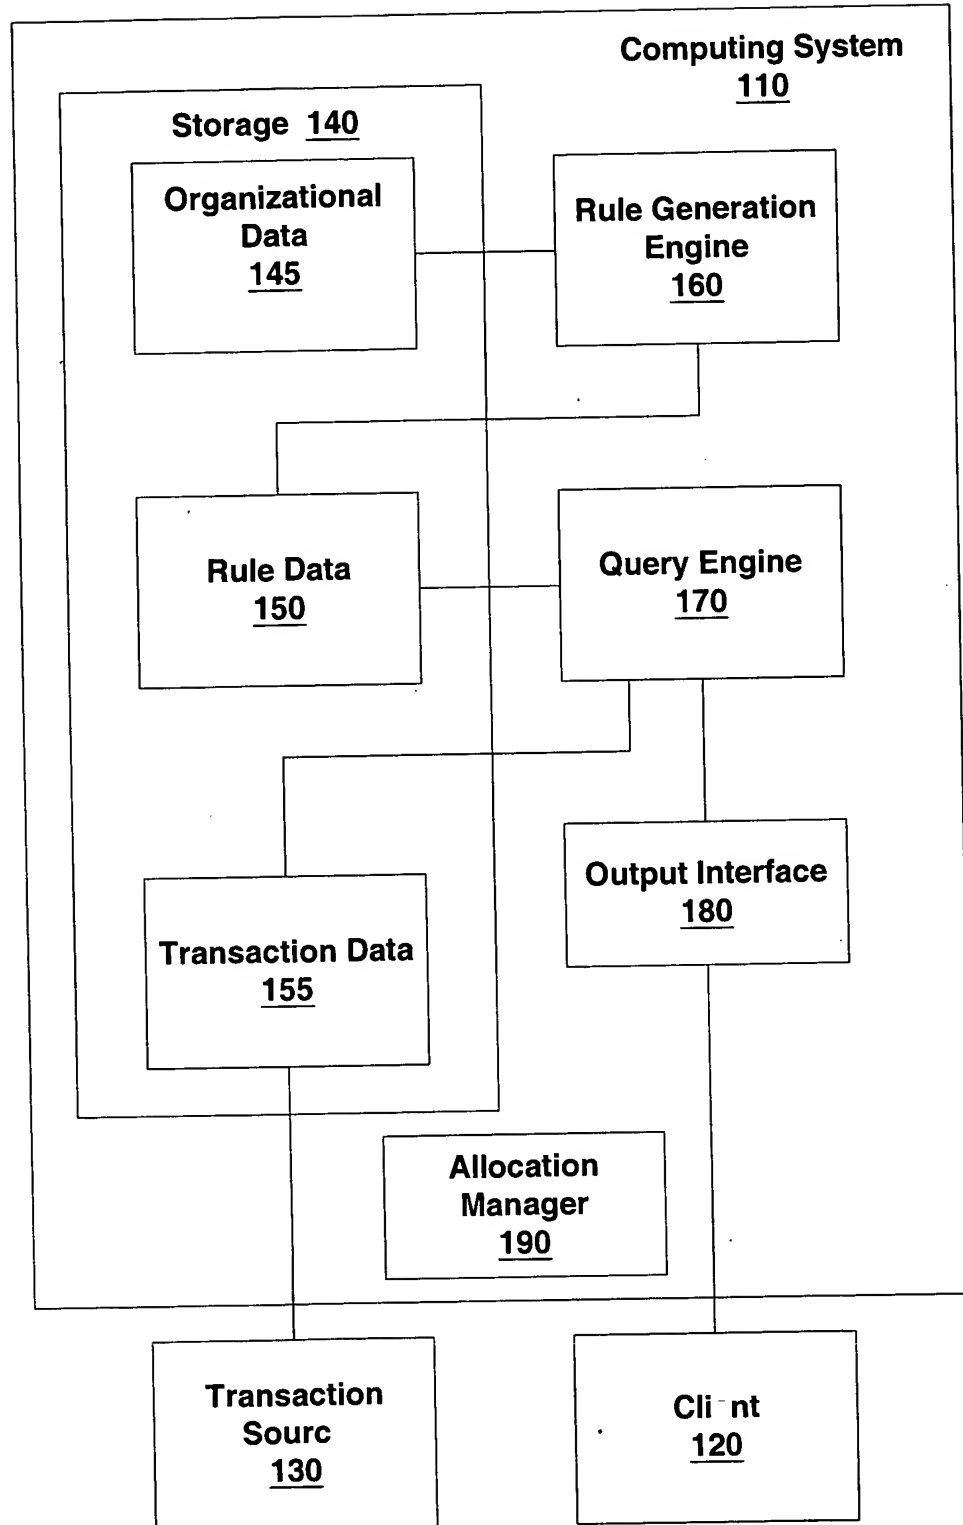 Computing System
110
Storage 140
Organizational
Data
145
Rule Generation
Engine
160
Rule Data
150
Query Engine
170
Output Interface
180
Transaction Data
155
Allocation
Manager
190
Transaction
Sourc
130
Cli nt
120